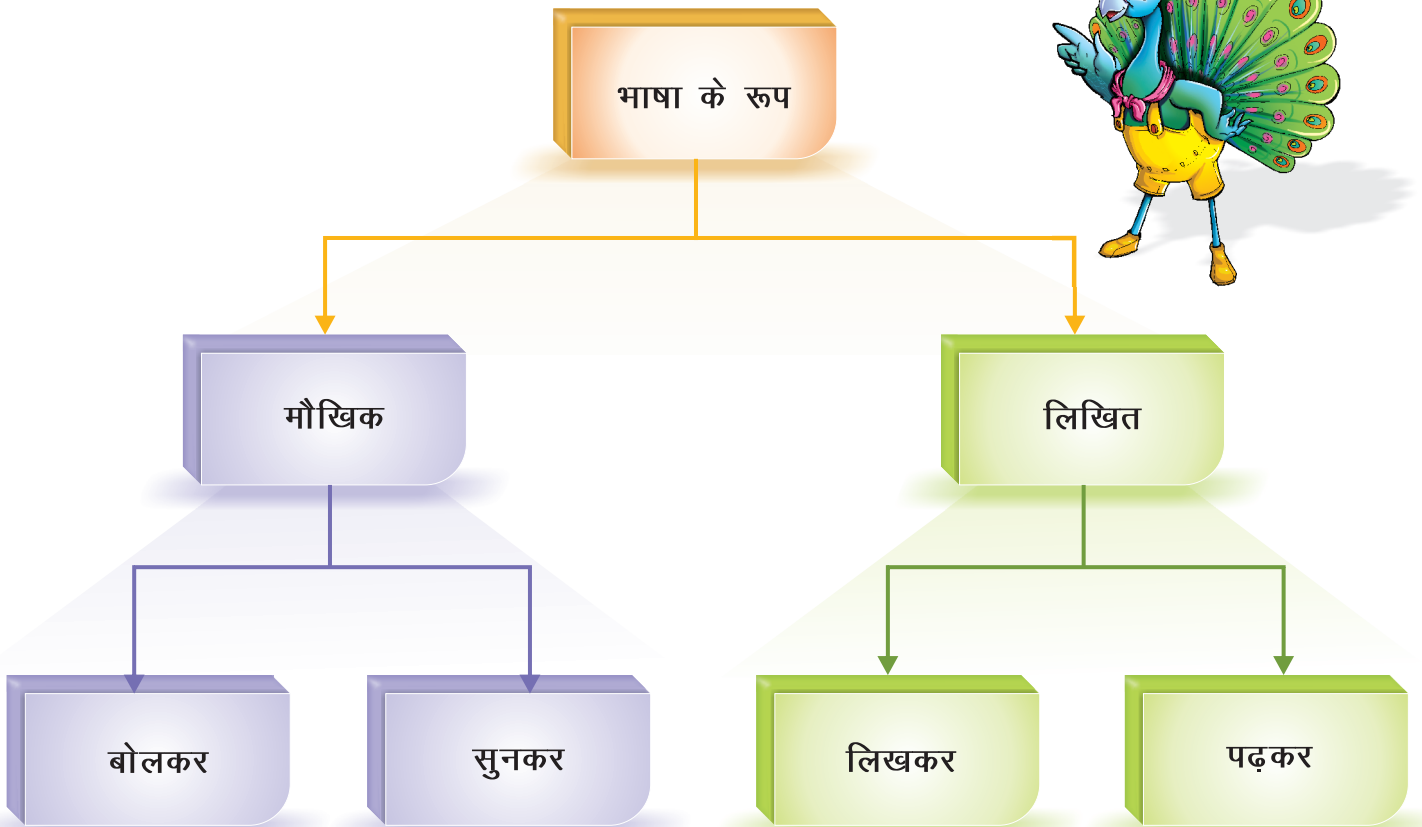 भाषा के रूप
मौखिक
लिखित
बोलकर
सुनकर
लिखकर
पढ़कर